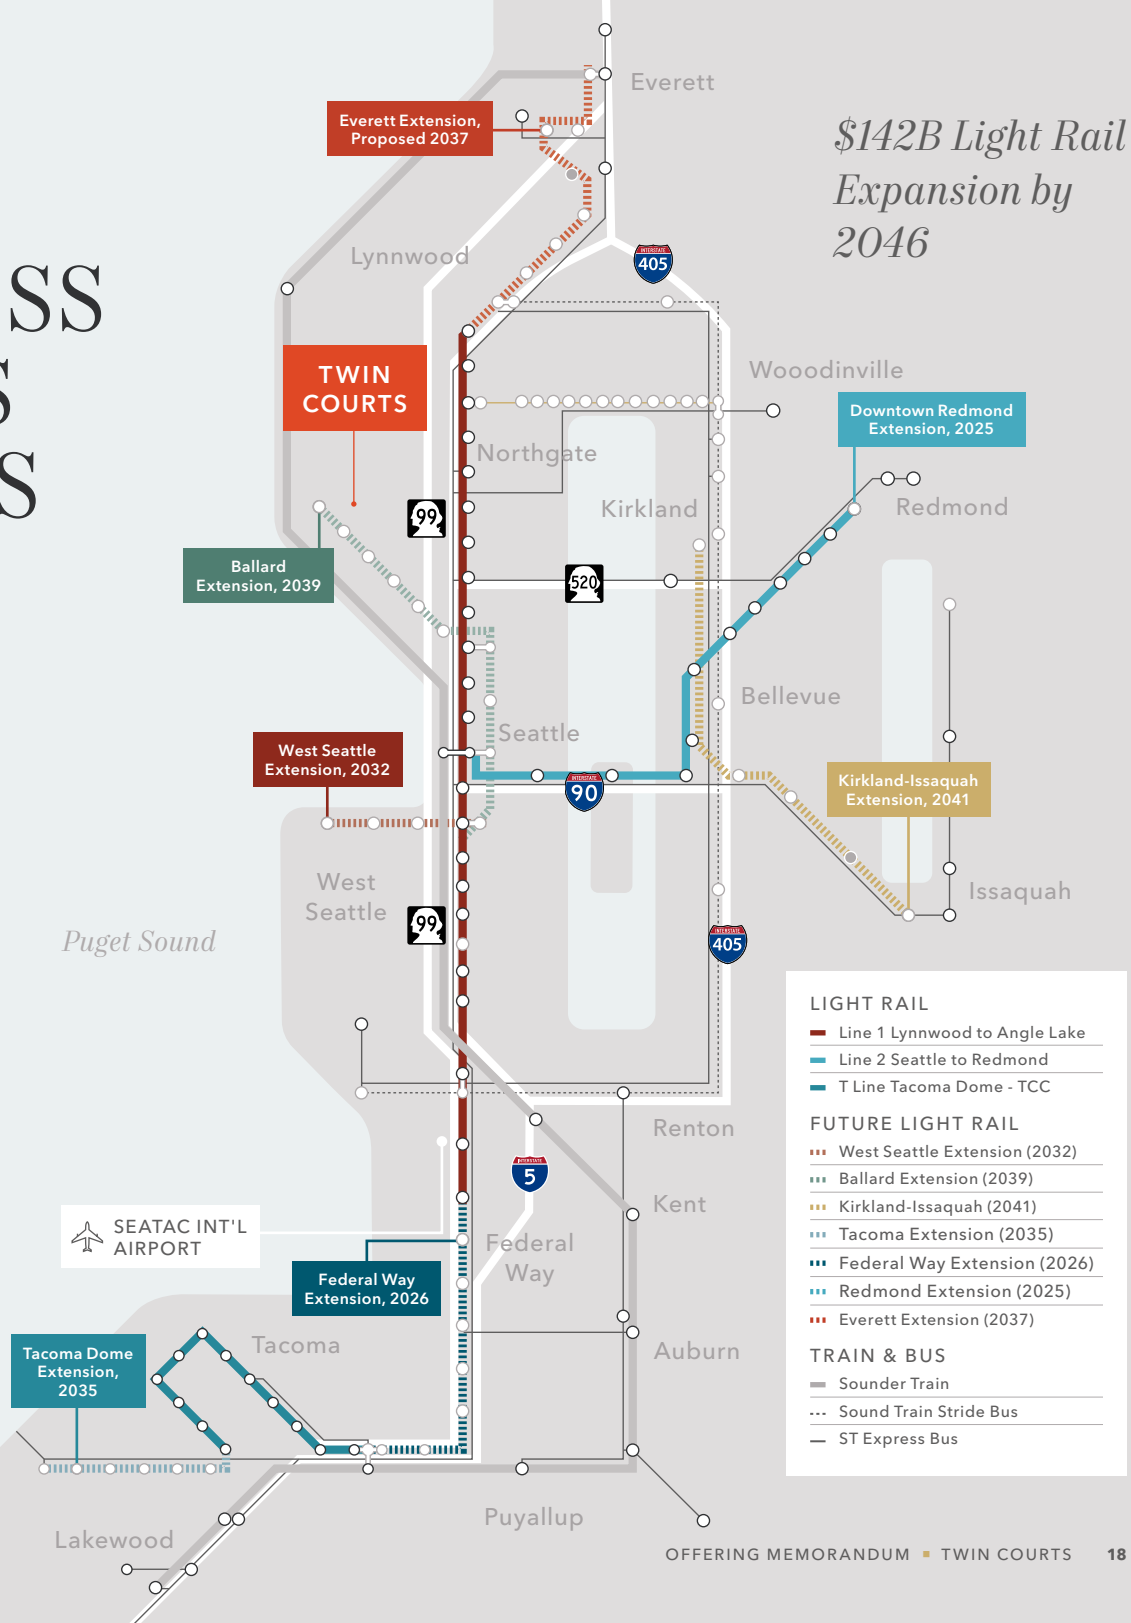 SS
S
S
$142B Light Rail
Expansion by
2046
Everett
Everett Extension,
Proposed 2037
Lynnwood
INTERSTATE
405
TWIN
COURTS
Wooodinville
Downtown Redmond
Extension, 2025
Northgate
Kirkland
Redmond
99
Ballard
Extension, 2039
520
Bellevue
Seattle
West Seattle
Extension, 2032
INTERSTATE
90
Kirkland-Issaquah
Extension, 2041
West
Seattle
Issaquah
99
Puget Sound
INTERSTATE
405
LIGHT RAIL
Line 1 Lynnwood to Angle Lake
Line 2 Seattle to Redmond
T Line Tacoma Dome - TCC
FUTURE LIGHT RAIL
West Seattle Extension (2032)
Ballard Extension (2039)
Kirkland-Issaquah (2041)
Tacoma Extension (2035)
Federal Way Extension (2026)
Redmond Extension (2025)
Everett Extension (2037)
TRAIN & BUS
Sounder Train
Sound Train Stride Bus
ST Express Bus
Renton
INTERSTATE
5
Kent
SEATAC INT'L
AIRPORT
Federal
Way
Federal Way
Extension, 2026
Tacoma
Auburn
Tacoma Dome
Extension,
2035
Puyallup
Lakewood
OFFERING MEMORANDUM ▪ TWIN COURTS 18